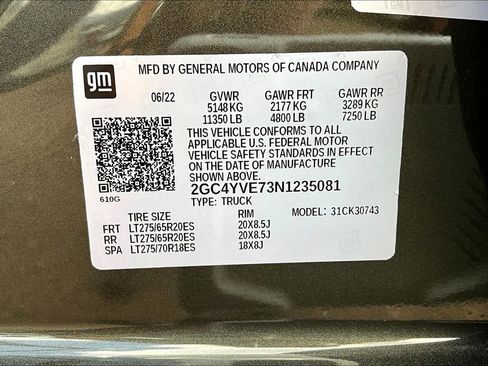 gm
MFD BY GENERAL MOTORS OF CANADA COMPANY
06/22 GVWR GAWR FRT GAWR RR
5148 KG 2177 KG 3289 KG
11350 LB 4800 LB 7250 LB
THIS VEHICLE CONFORMS TO ALL
APPLICABLE U.S. FEDERAL MOTOR
VEHICLE SAFETY STANDARDS IN EFFECT
ON THE DATE OF MANUFACTURE
SHOWN ABOVE.
2GC4YVE73N1235081
610G TYPE: TRUCK
TIRE SIZE RIM MODEL: 31CK30743
FRT LT275/65R20ES 20X8.5J
RR LT275/65R20ES 20X8.5J
SPA LT275/70R18ES 18X8J